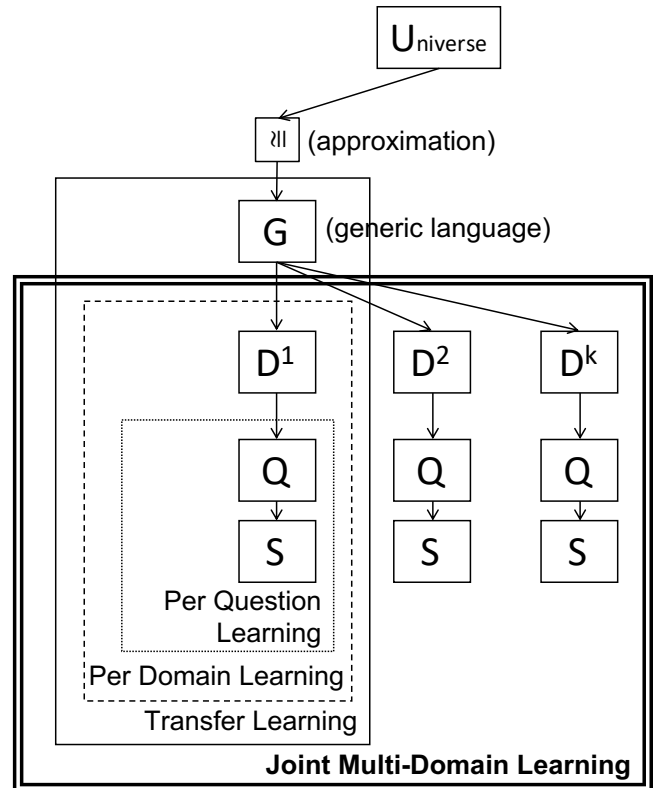 Universe
≈ (approximation)
G (generic language)
D¹ D² Dᵏ
Q Q Q
S S S
Per Question
Learning
Per Domain Learning
Transfer Learning
Joint Multi-Domain Learning